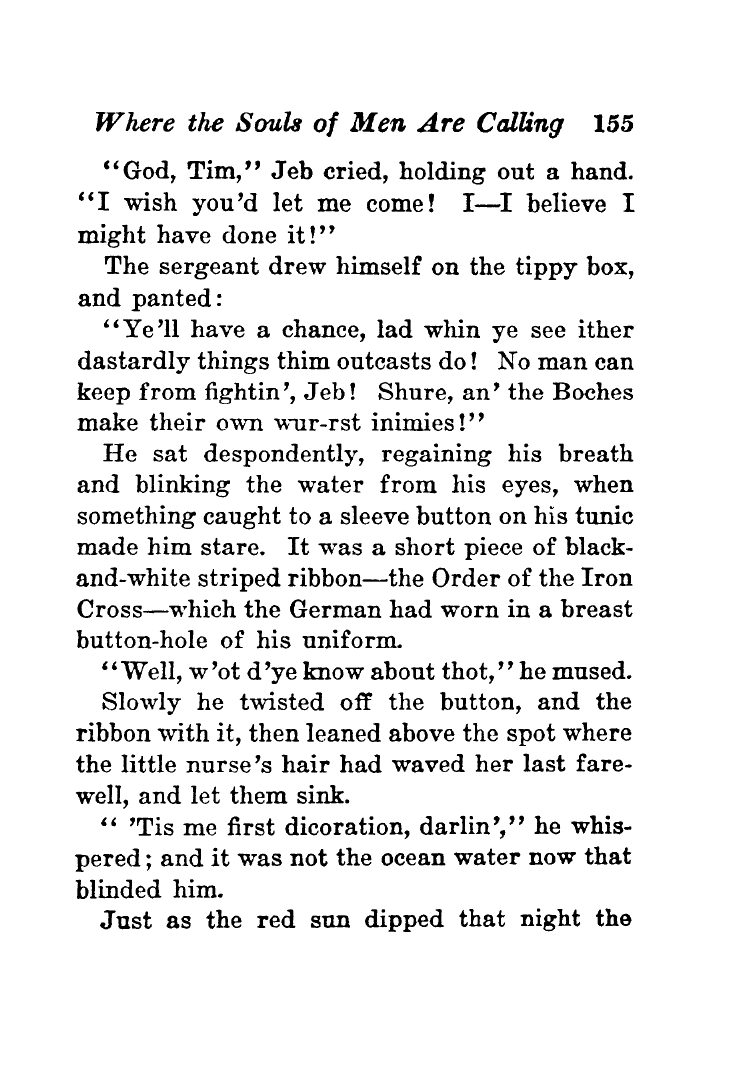 Where the Souls of Men Are Calling 155
“God, Tim,” Jeb cried, holding out a hand.
“I wish you’d let me come! I—I believe I
might have done it!”
The sergeant drew himself on the tippy box,
and panted:
“Ye’ll have a chance, lad whin ye see ither
dastardly things thim outcasts do! No man can
keep from fightin’, Jeb! Shure, an’ the Boches
make their own wur-rst inimies!”
He sat despondently, regaining his breath
and blinking the water from his eyes, when
something caught to a sleeve button on his tunic
made him stare. It was a short piece of black-
and-white striped ribbon—the Order of the Iron
Cross—which the German had worn in a breast
button-hole of his uniform.
“Well, w’ot d’ye know about thot,” he mused.
Slowly he twisted off the button, and the
ribbon with it, then leaned above the spot where
the little nurse’s hair had waved her last fare-
well, and let them sink.
“ ’Tis me first dicoration, darlin’,” he whis-
pered; and it was not the ocean water now that
blinded him.
Just as the red sun dipped that night the